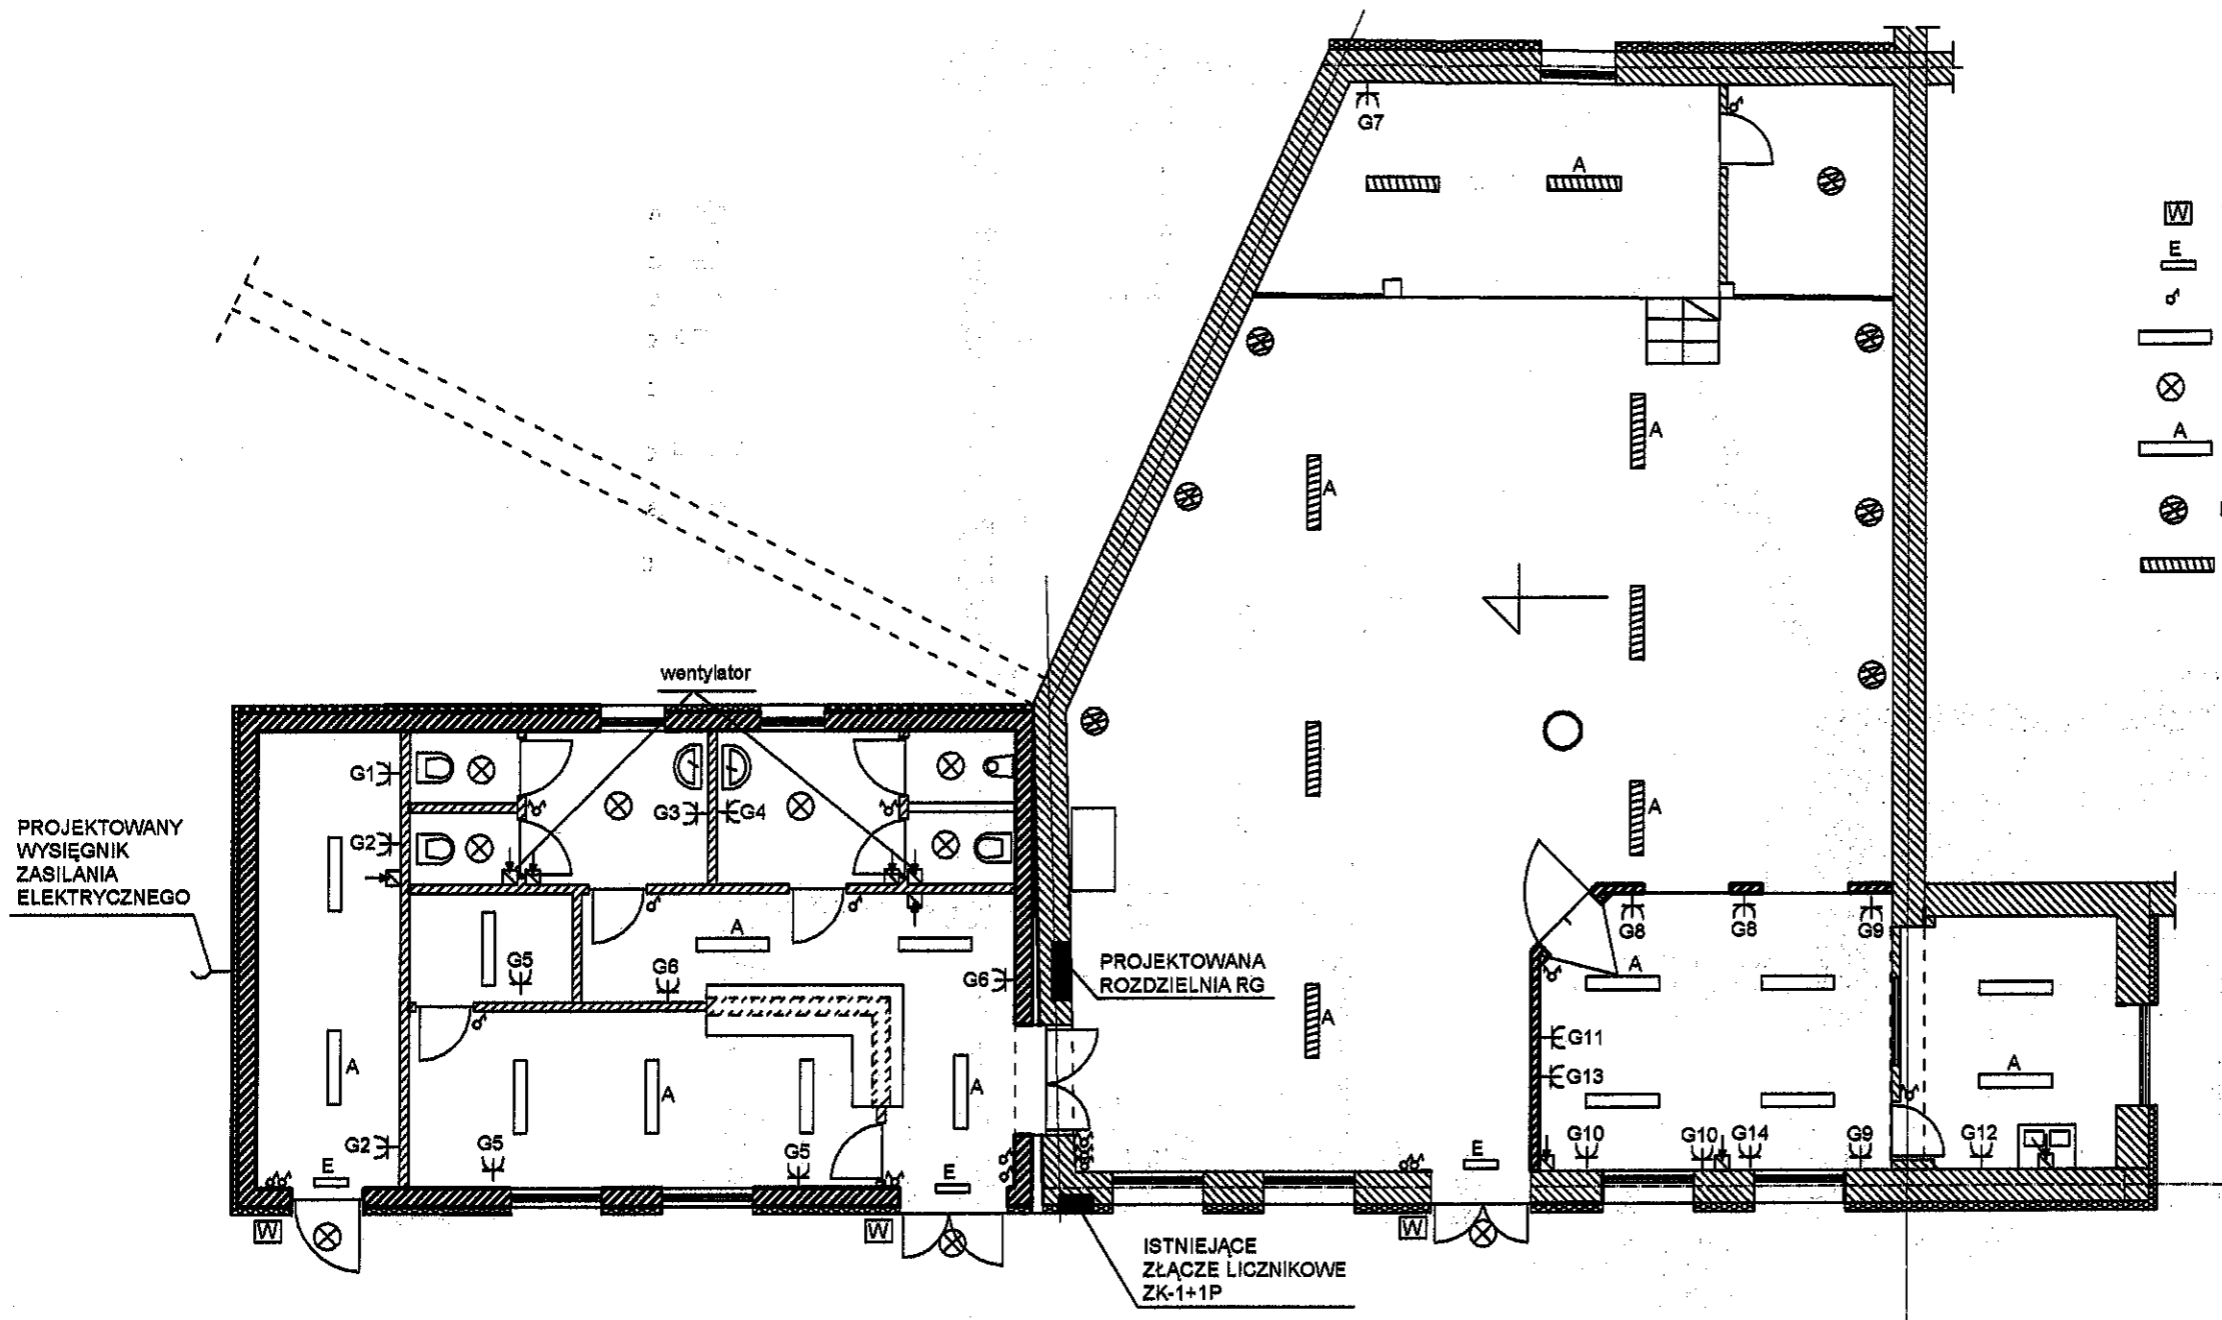 G7
A
W
E
A
A
A
wentylator
G1
G3
G4
A
PROJEKTOWANY
WYSIĘGNIK
ZASILANIA
ELEKTRYCZNEGO
G2
G8
G8
G9
A
G5
G6
G6
PROJEKTOWANA
ROZDZIELNIA RG
A
A
G11
G13
A
A
A
A
G2
G5
G5
G10
G10
G14
G9
G12
E
E
E
W
W
W
ISTNIEJĄCE
ZŁĄCZE LICZNIKOWE
ZK-1+1P